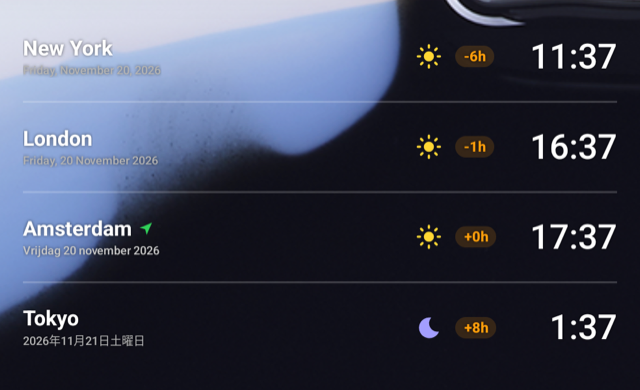 New York
Friday, November 20, 2026
-6h
11:37
London
Friday, 20 November 2026
-1h
16:37
Amsterdam
Vrijdag 20 november 2026
+0h
17:37
Tokyo
2026年11月21日土曜日
+8h
1:37